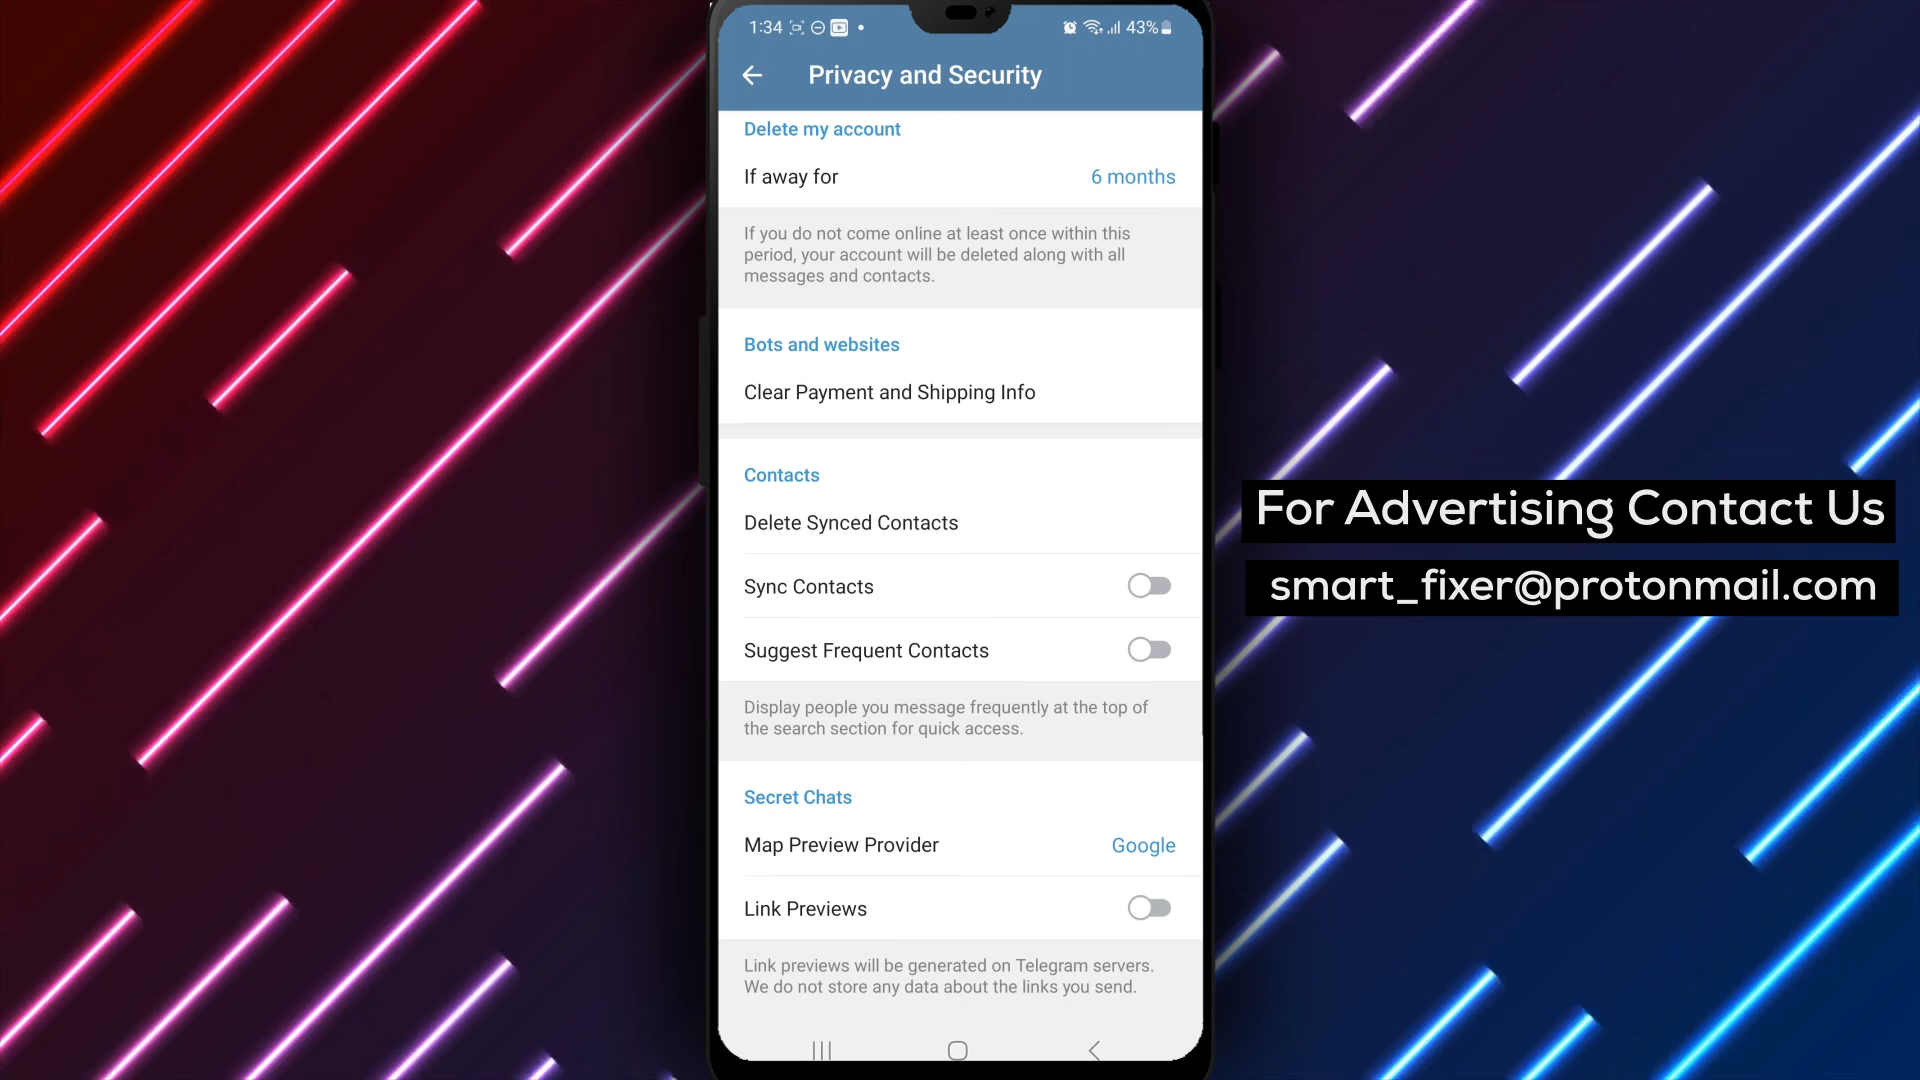 1:34
43%
Privacy and Security
Delete my account
If away for
6 months
If you do not come online at least once within this
period, your account will be deleted along with all
messages and contacts.
Bots and websites
Clear Payment and Shipping Info
Contacts
Delete Synced Contacts
Sync Contacts
Suggest Frequent Contacts
Display people you message frequently at the top of
the search section for quick access.
Secret Chats
Map Preview Provider
Google
Link Previews
Link previews will be generated on Telegram servers.
We do not store any data about the links you send.
For Advertising Contact Us
smart_fixer@protonmail.com